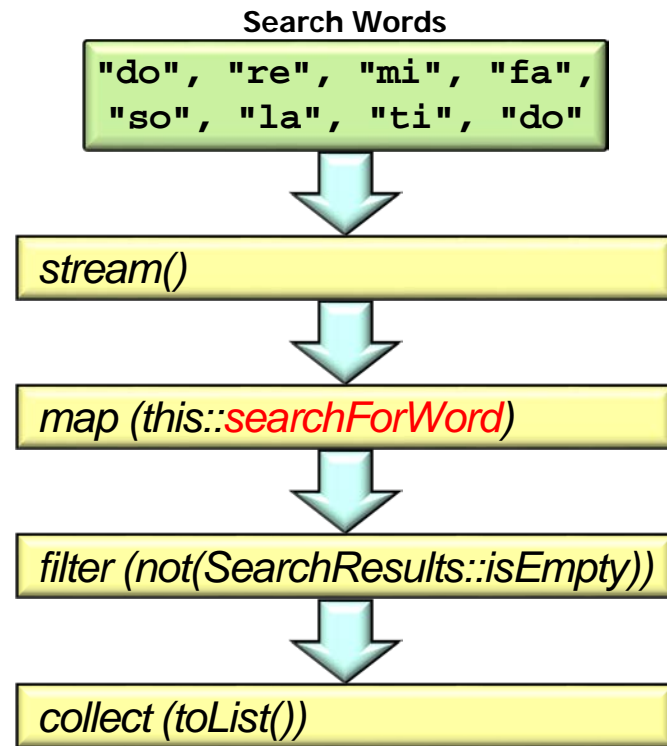 Search Words
"do", "re", "mi", "fa",
"so", "la", "ti", "do"
stream()
map (this::searchForWord)
filter (not(SearchResults::isEmpty))
collect (toList())